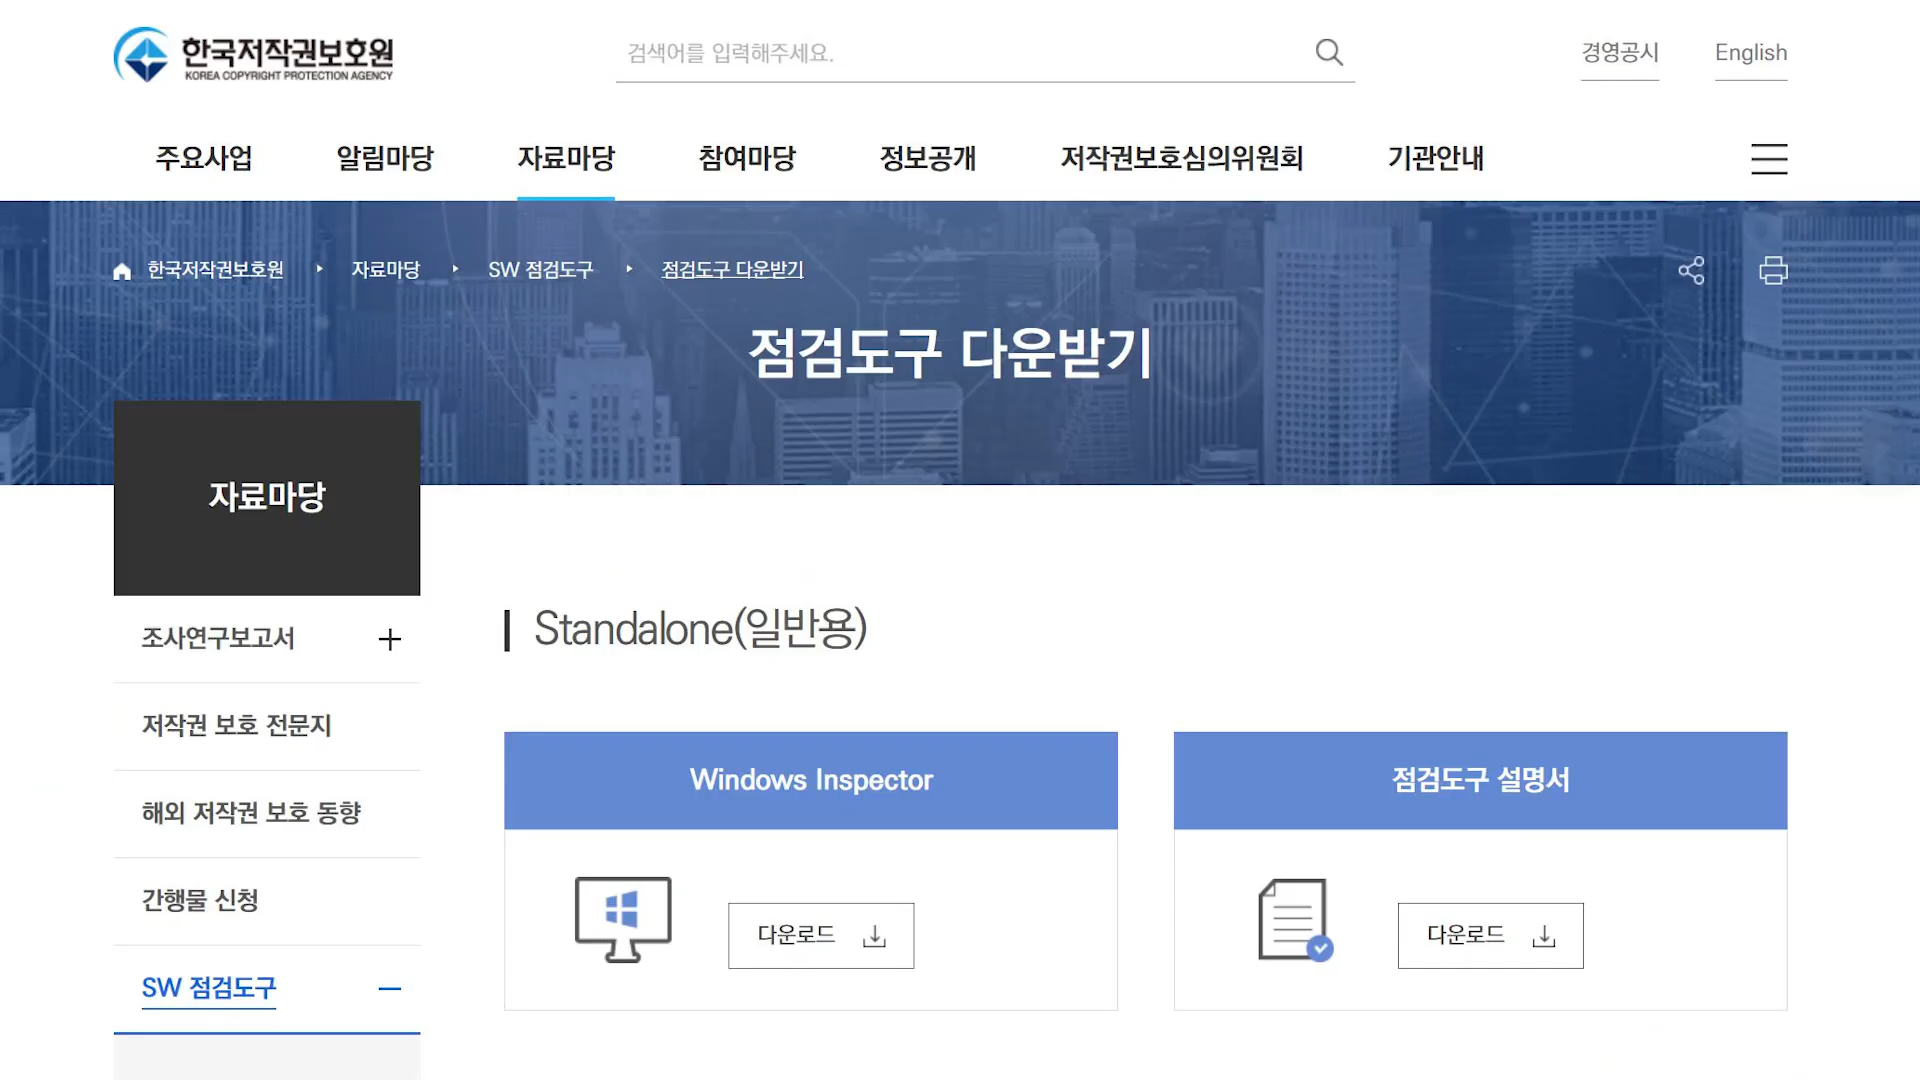 한국저작권보호원
KOREA COPYRIGHT PROTECTION AGENCY
검색어를 입력해주세요.
경영공시
English
주요사업
알림마당
자료마당
참여마당
정보공개
저작권보호심의위원회
기관안내
한국저작권보호원
자료마당
SW 점검도구
점검도구 다운받기
점검도구 다운받기
자료마당
조사연구보고서
저작권 보호 전문지
해외 저작권 보호 동향
간행물 신청
SW 점검도구
Standalone(일반용)
Windows Inspector
다운로드
점검도구 설명서
다운로드